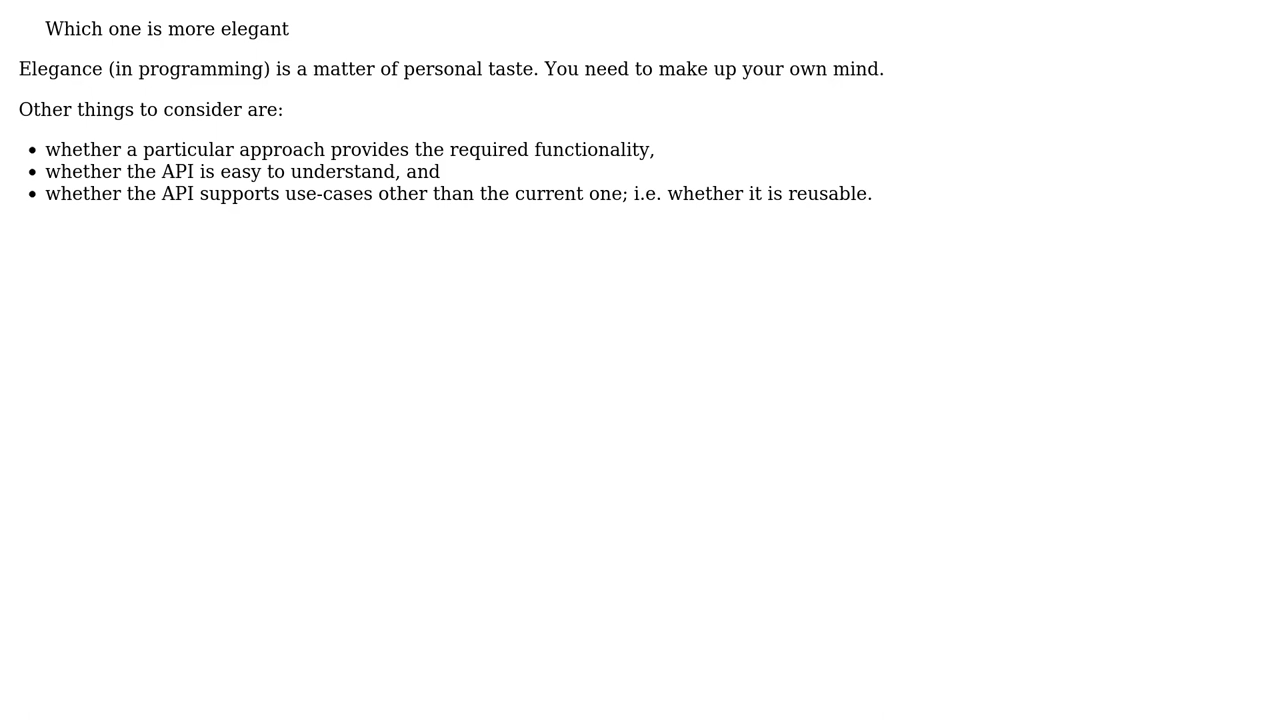 Which one is more elegant
Elegance (in programming) is a matter of personal taste. You need to make up your own mind.
Other things to consider are:
• whether a particular approach provides the required functionality,
• whether the API is easy to understand, and
• whether the API supports use-cases other than the current one; i.e. whether it is reusable.